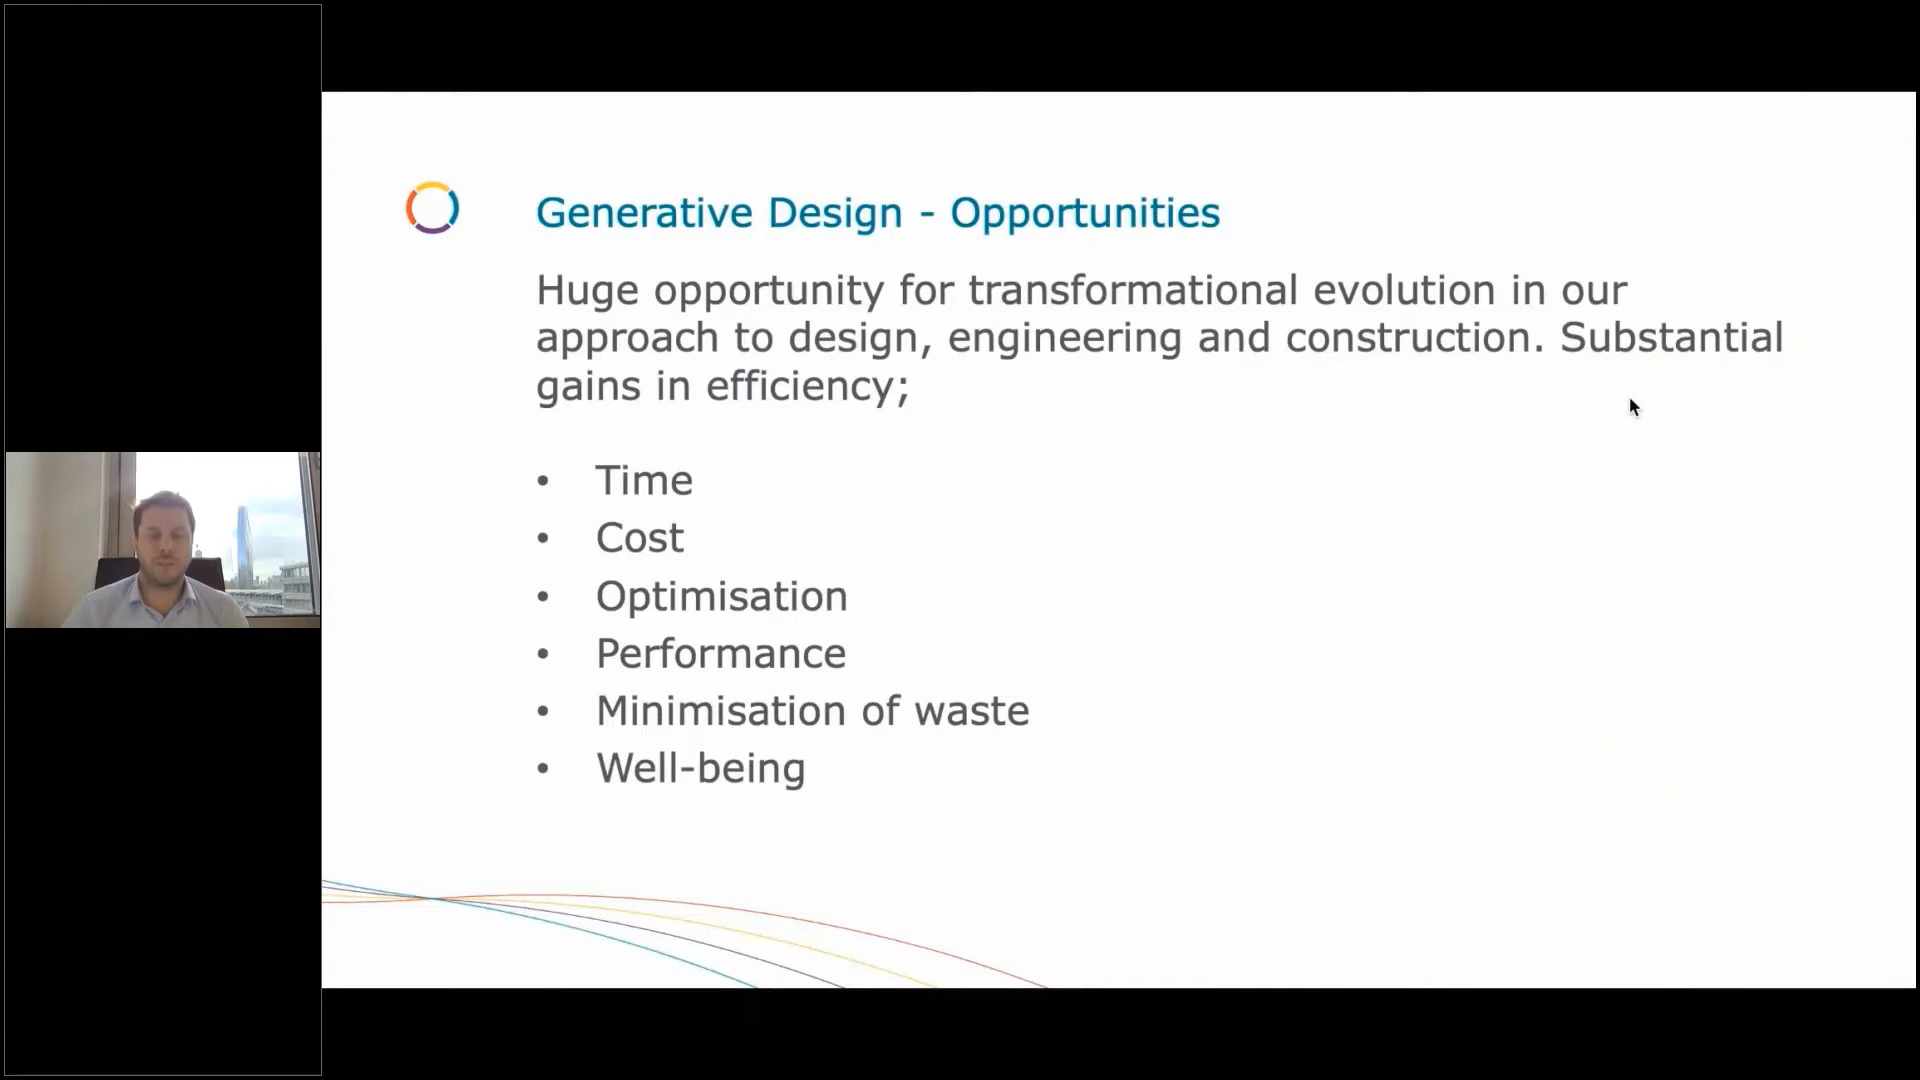 Generative Design - Opportunities
Huge opportunity for transformational evolution in our
approach to design, engineering and construction. Substantial
gains in efficiency;
• Time
• Cost
• Optimisation
• Performance
• Minimisation of waste
• Well-being